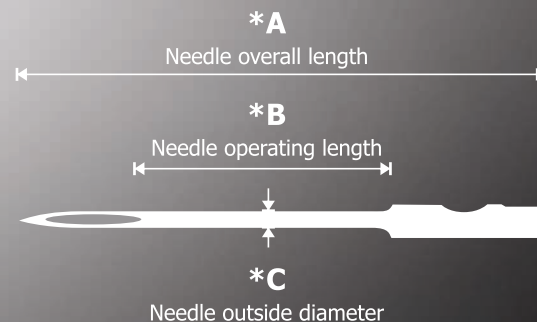 *A
Needle overall length
*B
Needle operating length
*C
Needle outside diameter